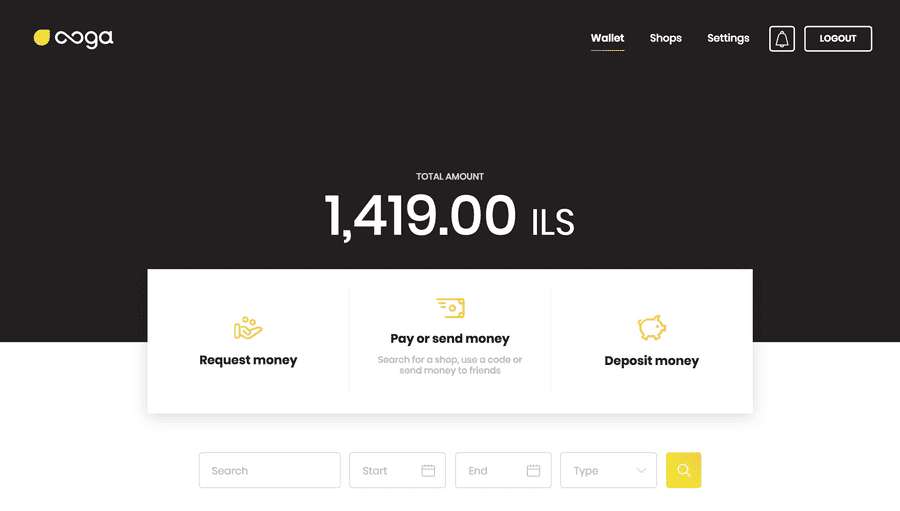 ooga
Wallet
Shops
Settings
LOGOUT
TOTAL AMOUNT
1,419.00 ILS
Request money
Pay or send money
Search for a shop, use a code or
send money to friends
Deposit money
Search
Start
End
Type